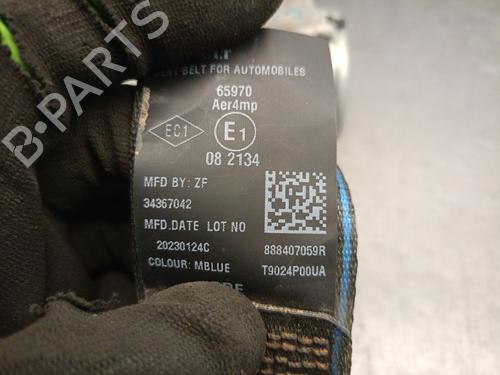 BELT FOR AUTOMOBILES
65970
Aer4mp
EC1 E1
08 2134
MFD BY: ZF
34367042
MFD.DATE LOT NO
20230124C 888407059R
COLOUR: MBLUE T9024P00UA
B-PARTS